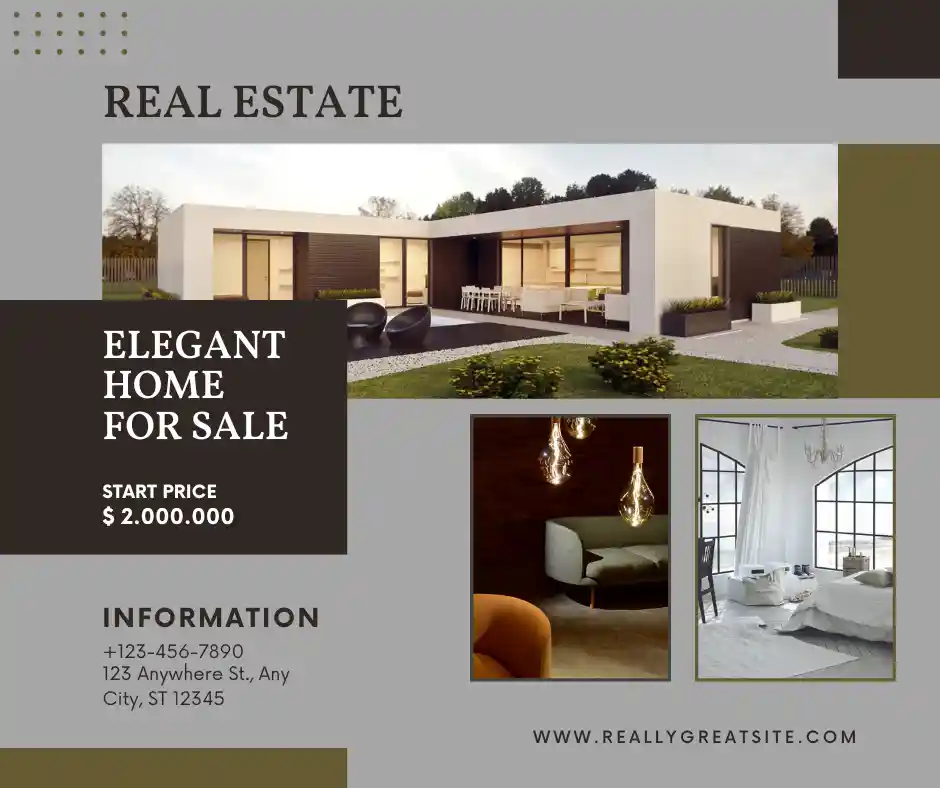 REAL ESTATE
ELEGANT
HOME
FOR SALE
START PRICE
$ 2.000.000
INFORMATION
+123-456-7890
123 Anywhere St., Any
City, ST 12345
WWW.REALLYGREATSITE.COM